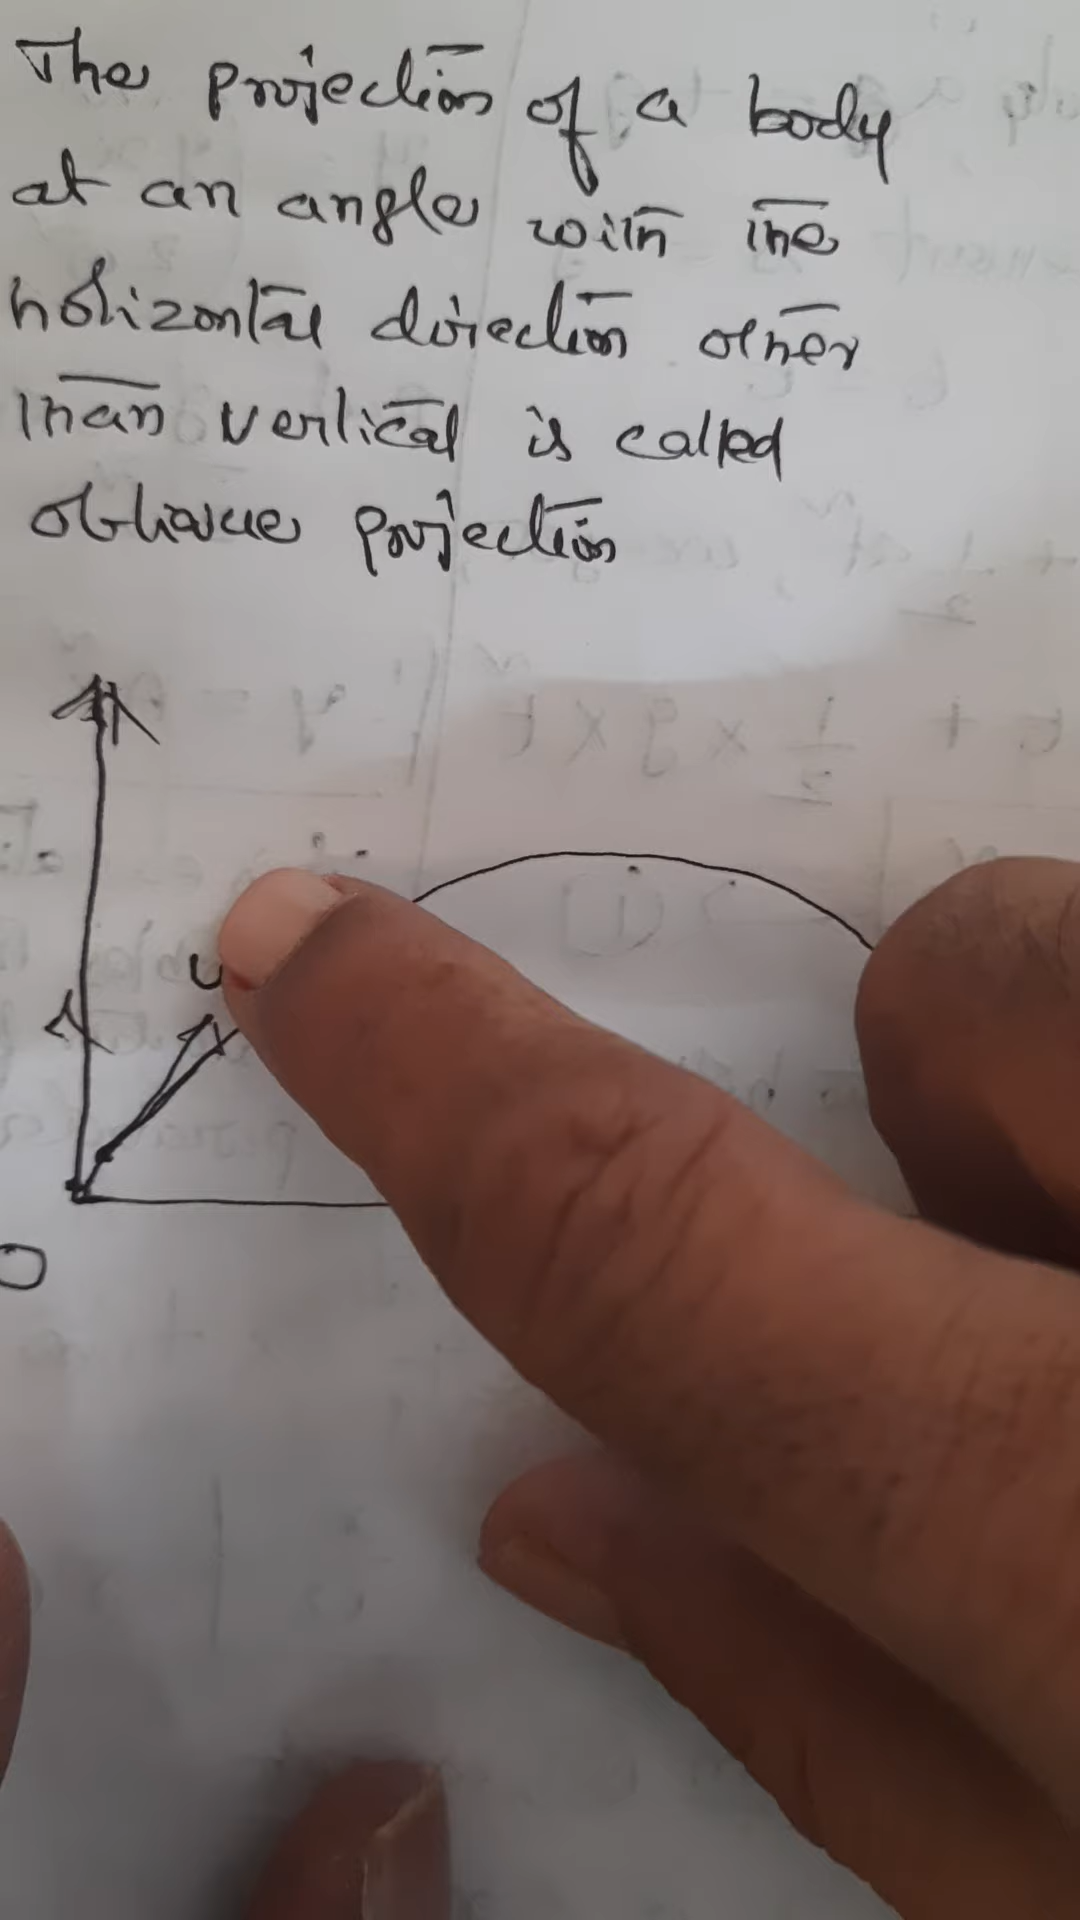 The projection of a body
at an angle with the
horizontal direction other
than vertical is called
oblique projection
u
O